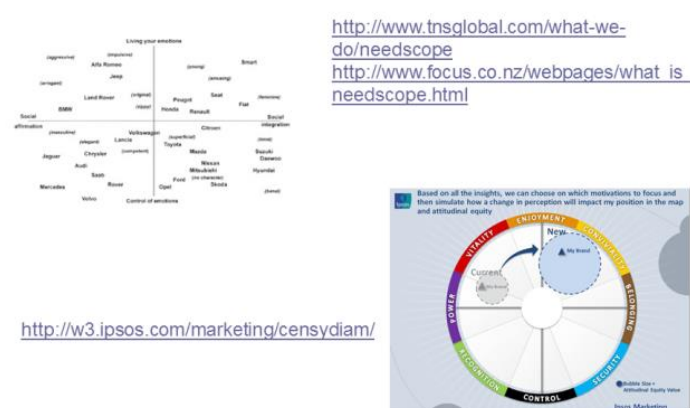 http://www.tnsglobal.com/what-we-
do/needscope
http://www.focus.co.nz/webpages/what_is_
needscope.html
Living your emotions
(aggressive)
(impulsive)
Alfa Romeo
(young)
Smart
Jeep
(amusing)
(arrogant)
Land Rover
(original)
Seat
(feminine)
BMW
Peugot
Fiat
Honda
Renault
Social
affirmation
Social
integration
(masculine)
Volkswagen
Citroen
(elegant)
Lancia
(superficial)
(timid)
Toyota
Jaguar
Chrysler
(competent)
Mazda
Suzuki
Daewoo
Audi
Nissan
Saab
Mitsubishi
Hyundai
Ford
(no character)
Mercedes
Rover
Opel
Skoda
(banal)
Volvo
Control of emotions
http://w3.ipsos.com/marketing/censydiam/
Based on all the insights, we can choose on which motivations to focus and
then simulate how a change in perception will impact my position in the map
and attitudinal equity
ENJOYMENT
VITALITY
CONVIVIALITY
New
My Brand
Current
My Brand
POWER
BELONGING
RECOGNITION
SECURITY
CONTROL
Bubble Size =
Attitudinal Equity Value
Ipsos Marketing